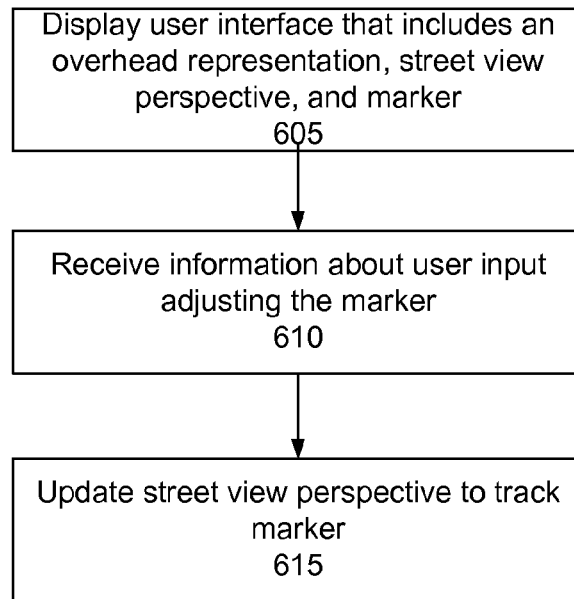 Display user interface that includes an
overhead representation, street view
perspective, and marker
605
Receive information about user input
adjusting the marker
610
Update street view perspective to track
marker
615